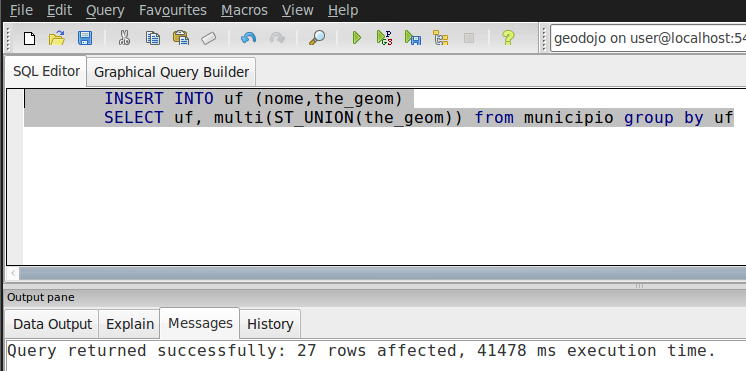 File Edit Query Favourites Macros View Help
geodojo on user@localhost:54
SQL Editor Graphical Query Builder
INSERT INTO uf (nome,the_geom)
SELECT uf, multi(ST_UNION(the_geom)) from municipio group by uf
Output pane
Data Output Explain Messages History
Query returned successfully: 27 rows affected, 41478 ms execution time.